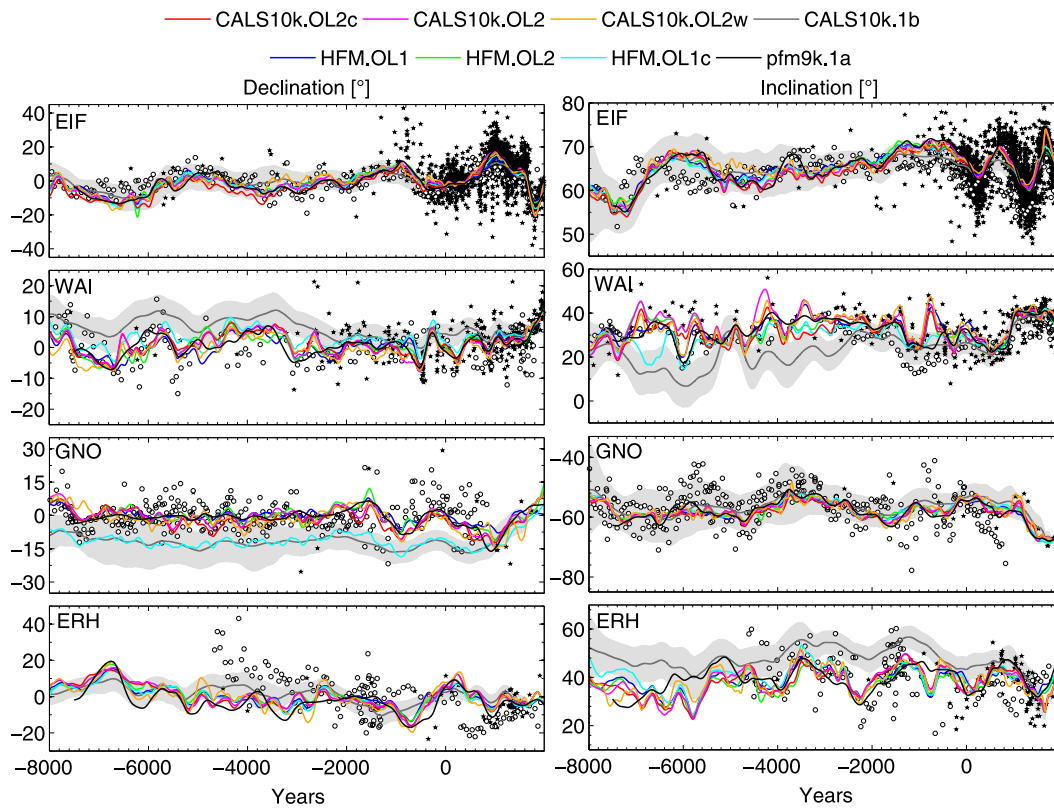 CALS10k.OL2c CALS10k.OL2 CALS10k.OL2w CALS10k.1b
HFM.OL1 HFM.OL2 HFM.OL1c pfm9k.1a
Declination [°] Inclination [°]
EIF
40
20
0
−20
−40
EIF
80
70
60
50
WAI
20
10
0
−10
−20
WAI
60
40
20
0
GNO
30
15
0
−15
−30
GNO
−40
−60
−80
ERH
40
20
0
−20
ERH
60
40
20
−8000 −6000 −4000 −2000 0
−8000 −6000 −4000 −2000 0
Years Years